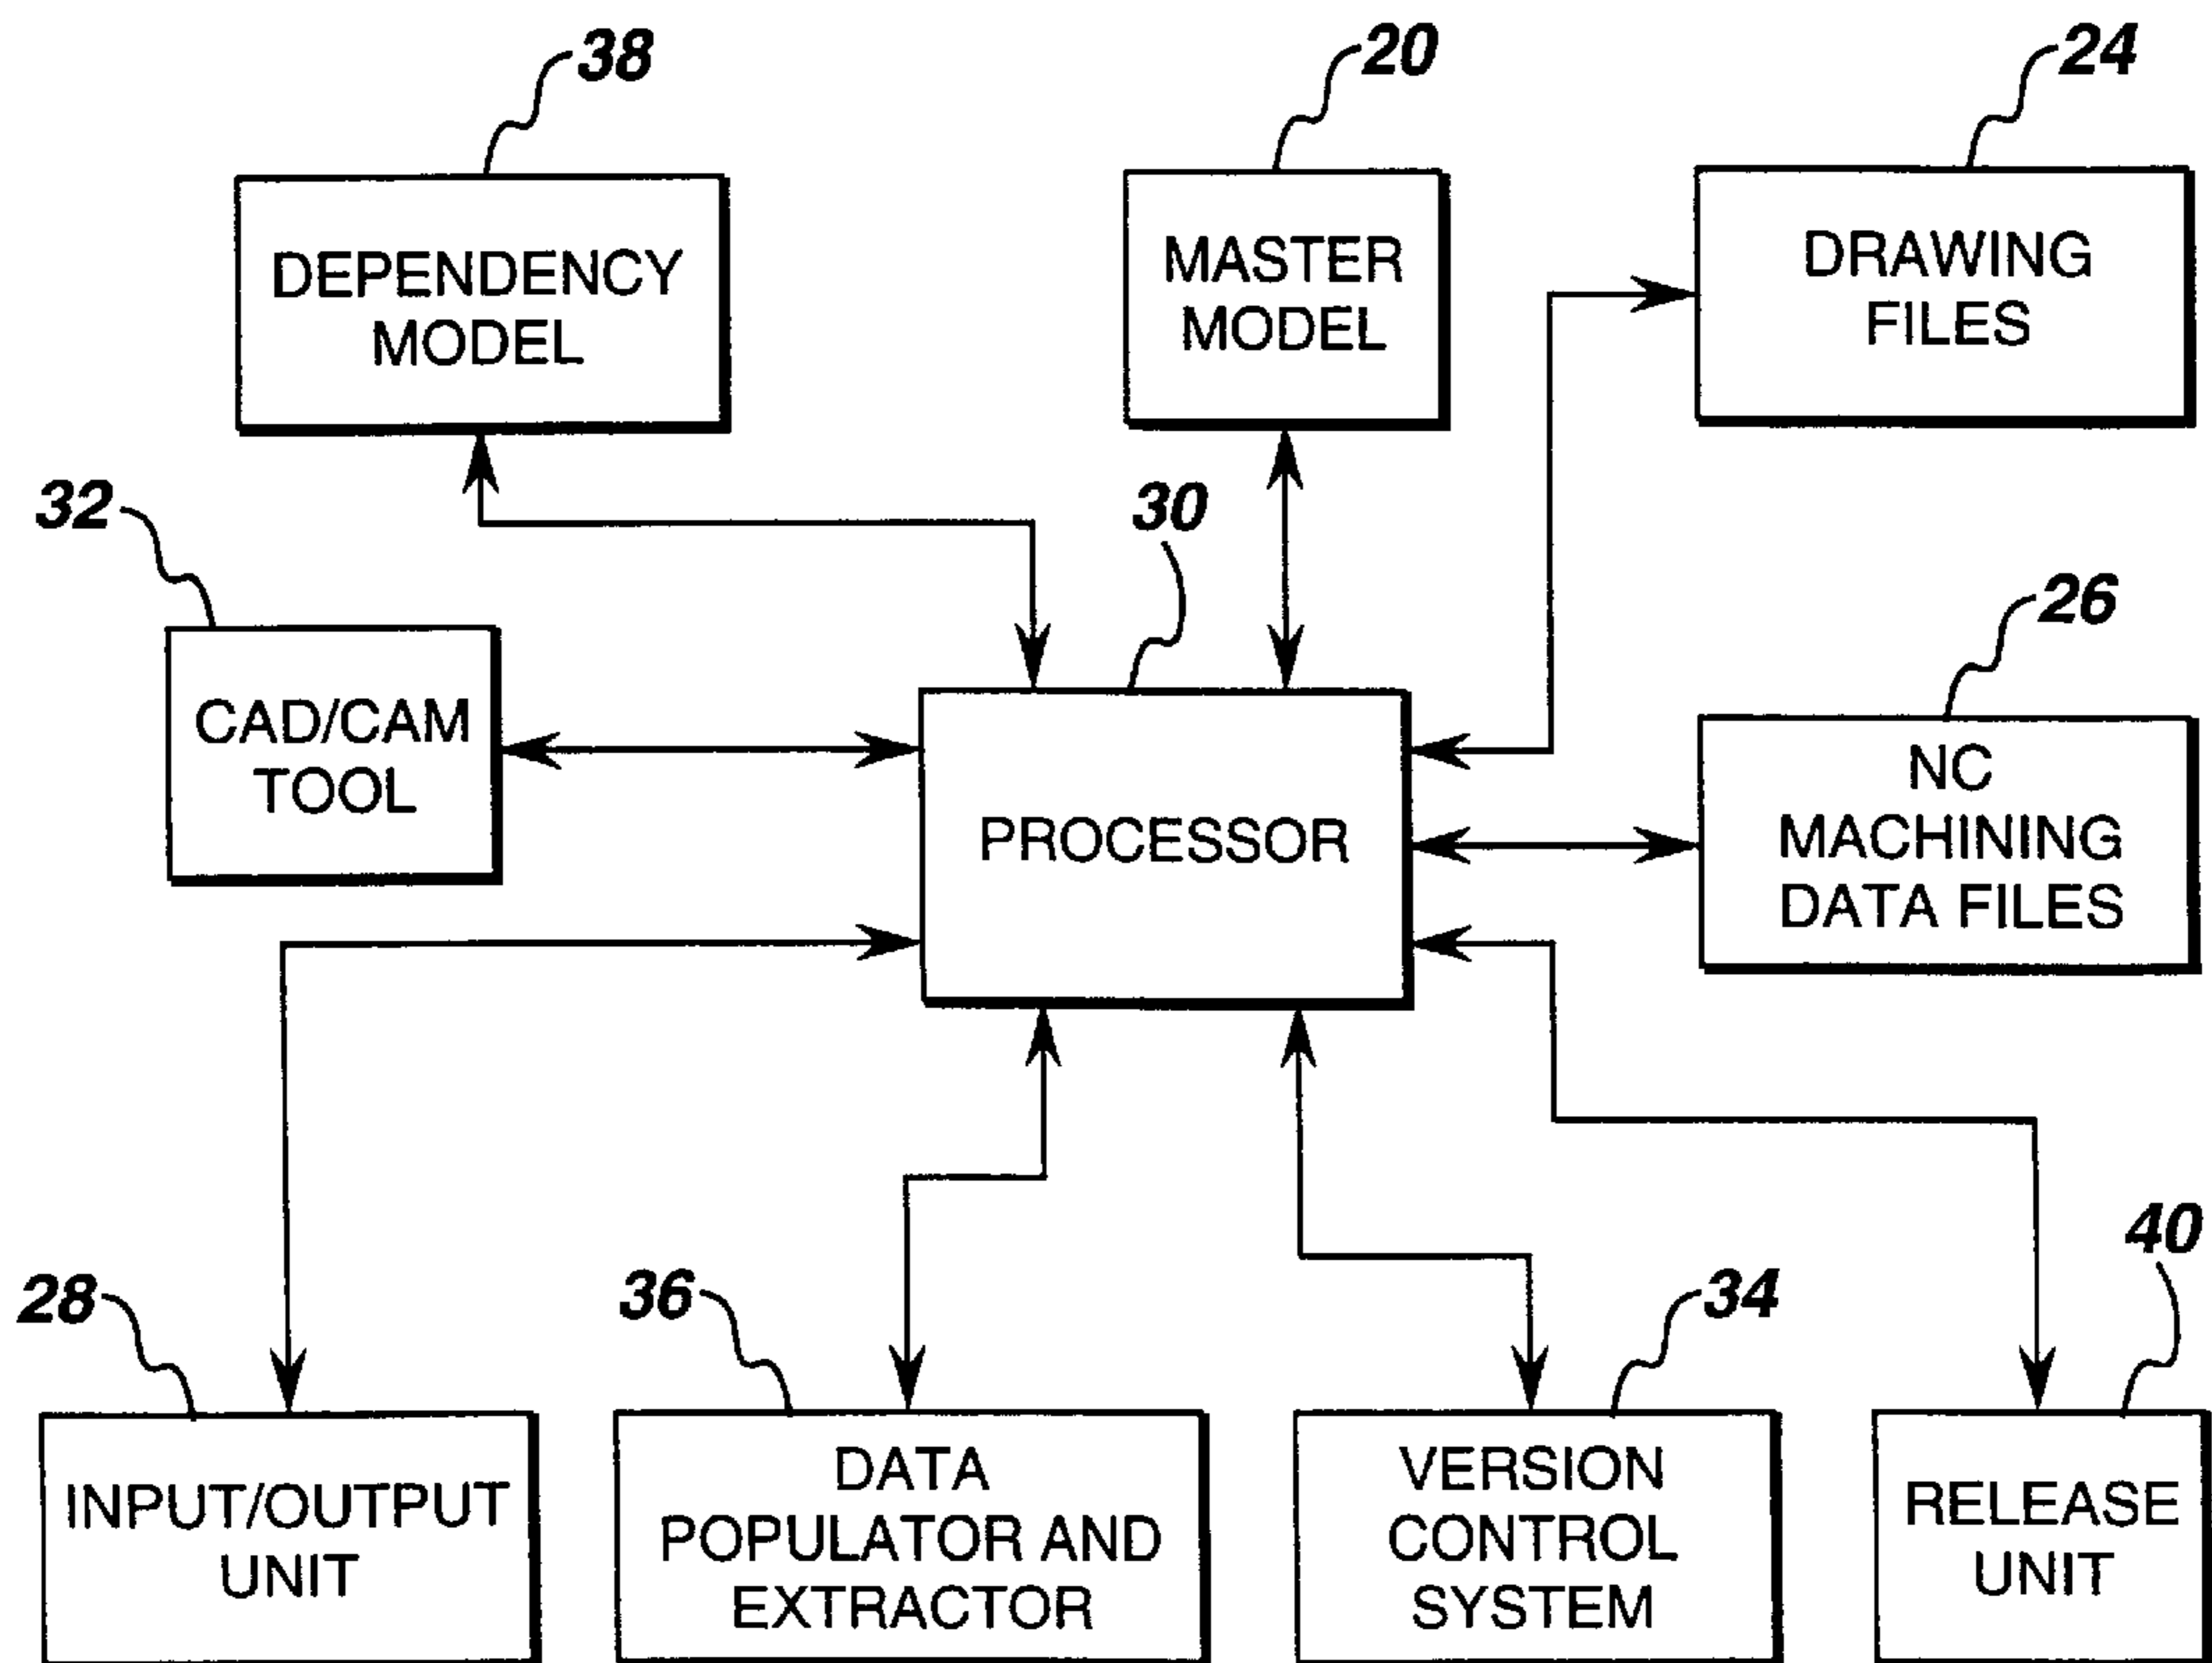 38
20
24
DEPENDENCY
MODEL
MASTER
MODEL
DRAWING
FILES
32
30
26
CAD/CAM
TOOL
PROCESSOR
NC
MACHINING
DATA FILES
28
36
34
40
INPUT/OUTPUT
UNIT
DATA
POPULATOR AND
EXTRACTOR
VERSION
CONTROL
SYSTEM
RELEASE
UNIT